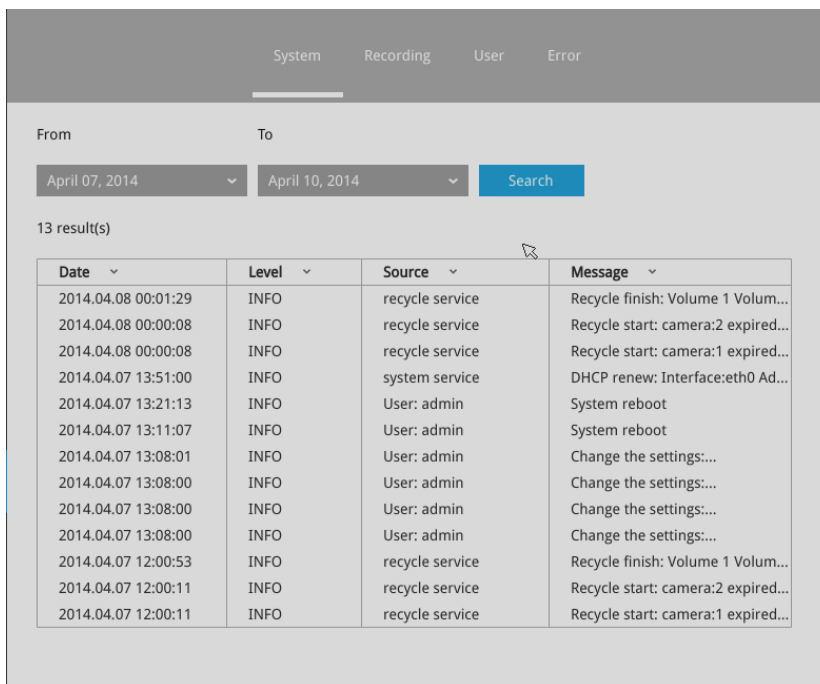 System Recording User Error
From To
April 07, 2014 April 10, 2014 Search
13 result(s)
Date Level Source Message
2014.04.08 00:01:29 INFO recycle service Recycle finish: Volume 1 Volum...
2014.04.08 00:00:08 INFO recycle service Recycle start: camera:2 expired...
2014.04.08 00:00:08 INFO recycle service Recycle start: camera:1 expired...
2014.04.07 13:51:00 INFO system service DHCP renew: Interface:eth0 Ad...
2014.04.07 13:21:13 INFO User: admin System reboot
2014.04.07 13:11:07 INFO User: admin System reboot
2014.04.07 13:08:01 INFO User: admin Change the settings:...
2014.04.07 13:08:00 INFO User: admin Change the settings:...
2014.04.07 13:08:00 INFO User: admin Change the settings:...
2014.04.07 13:08:00 INFO User: admin Change the settings:...
2014.04.07 12:00:53 INFO recycle service Recycle finish: Volume 1 Volum...
2014.04.07 12:00:11 INFO recycle service Recycle start: camera:2 expired...
2014.04.07 12:00:11 INFO recycle service Recycle start: camera:1 expired...